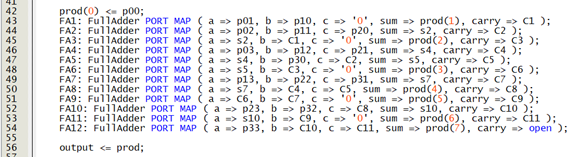 41
42 prod(0) <= p00;
43 FA1: FullAdder PORT MAP ( a => p01, b => p10, c => '0', sum => prod(1), carry => C1 );
44 FA2: FullAdder PORT MAP ( a => p02, b => p11, c => p20, sum => s2, carry => C2 );
45 FA3: FullAdder PORT MAP ( a => s2, b => C1, c => '0', sum => prod(2), carry => C3 );
46 FA4: FullAdder PORT MAP ( a => p03, b => p12, c => p21, sum => s4, carry => C4 );
47 FA5: FullAdder PORT MAP ( a => s4, b => p30, c => C2, sum => s5, carry => C5 );
48 FA6: FullAdder PORT MAP ( a => s5, b => C3, c => '0', sum => prod(3), carry => C6 );
49 FA7: FullAdder PORT MAP ( a => p13, b => p22, c => p31, sum => s7, carry => C7 );
50 FA8: FullAdder PORT MAP ( a => s7, b => C4, c => C5, sum => prod(4), carry => C8 );
51 FA9: FullAdder PORT MAP ( a => C6, b => C7, c => '0', sum => prod(5), carry => C9 );
52 FA10: FullAdder PORT MAP ( a => p23, b => p32, c => C8, sum => s10, carry => C10 );
53 FA11: FullAdder PORT MAP ( a => s10, b => C9, c => '0', sum => prod(6), carry => C11 );
54 FA12: FullAdder PORT MAP ( a => p33, b => C10, c => C11, sum => prod(7), carry => open );
55
56 output <= prod;
57